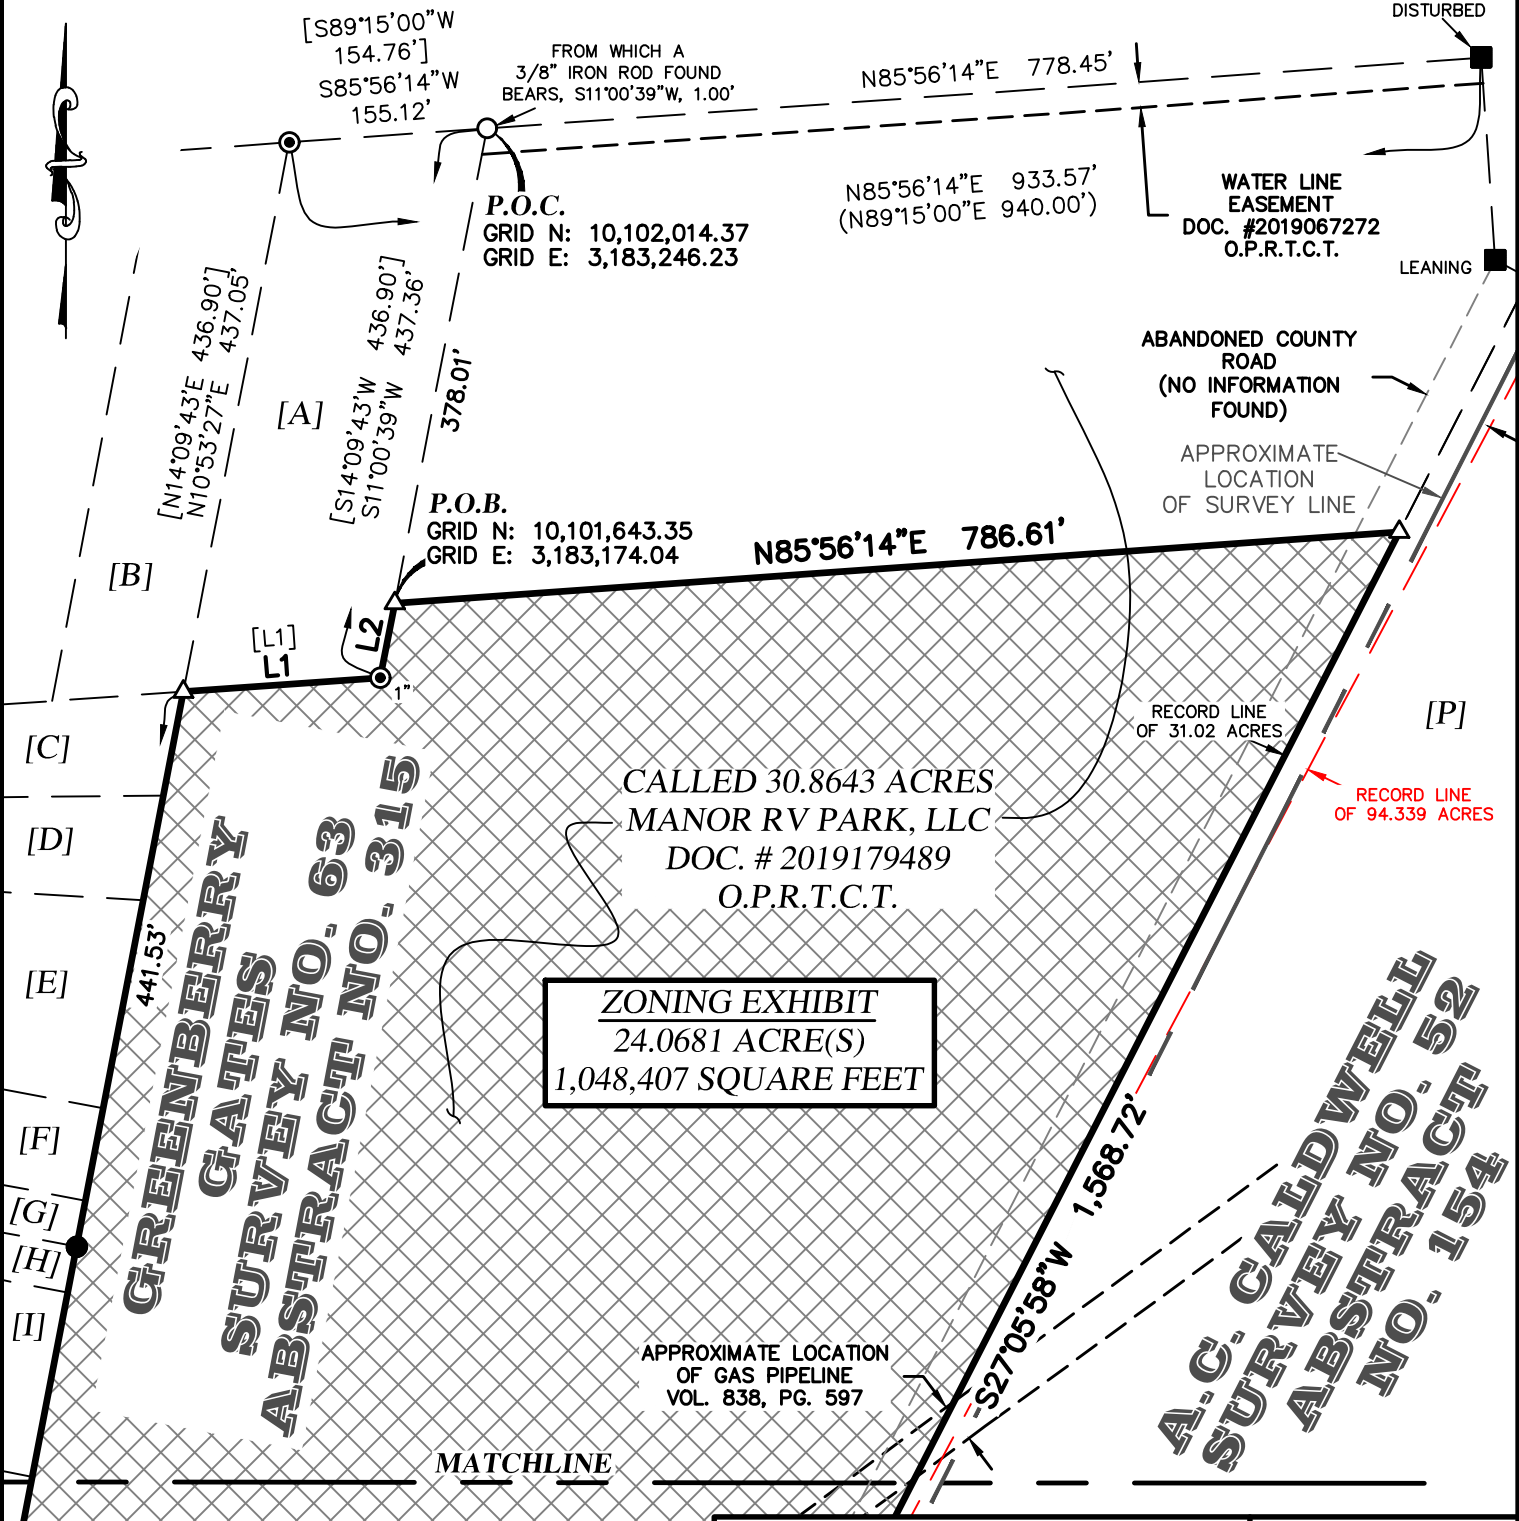 [S89°15'00"W
154.76']
S85°56'14"W
155.12'
FROM WHICH A
3/8" IRON ROD FOUND
BEARS, S11°00'39"W, 1.00'
N85°56'14"E 778.45'
DISTURBED
P.O.C.
GRID N: 10,102,014.37
GRID E: 3,183,246.23
N85°56'14"E 933.57'
(N89°15'00"E 940.00')
WATER LINE
EASEMENT
DOC. #2019067272
O.P.R.T.C.T.
LEANING
[N14°09'43'E 436.90']
N10°53'27"E 437.05'
[A]
[S14°09'43'W 436.90']
S11°00'39"W 437.36'
378.01'
ABANDONED COUNTY
ROAD
(NO INFORMATION
FOUND)
APPROXIMATE
LOCATION
OF SURVEY LINE
P.O.B.
GRID N: 10,101,643.35
GRID E: 3,183,174.04
N85°56'14"E 786.61'
[B]
[L1]
L1
L2
1"
[C]
[D]
[E]
[F]
[G]
[H]
[I]
441.53'
GREENBERRY
GATES
SURVEY NO. 63
ABSTRACT NO. 315
CALLED 30.8643 ACRES
MANOR RV PARK, LLC
DOC. # 2019179489
O.P.R.T.C.T.
RECORD LINE
OF 31.02 ACRES
[P]
RECORD LINE
OF 94.339 ACRES
ZONING EXHIBIT
24.0681 ACRE(S)
1,048,407 SQUARE FEET
S27°05'58"W 1,568.72'
A.C. CALDWELL
SURVEY NO. 52
ABSTRACT
NO. 154
APPROXIMATE LOCATION
OF GAS PIPELINE
VOL. 838, PG. 597
MATCHLINE